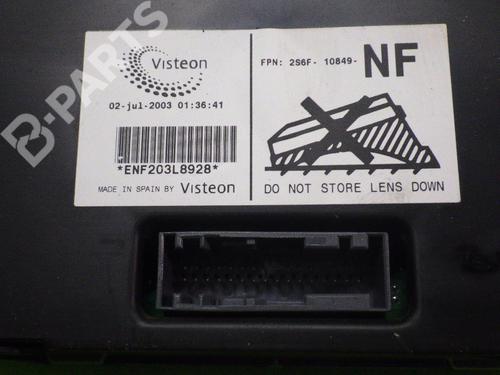 Visteon
FPN: 2S6F- 10849- NF
02-jul-2003 01:36:41
*ENF203L8928*
MADE IN SPAIN BY Visteon
DO NOT STORE LENS DOWN
B-PARTS